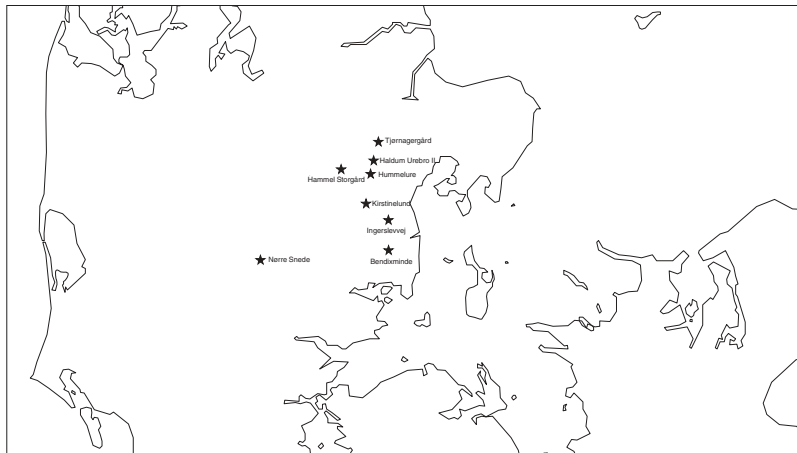 Tjørnagergård
Haldum Urebro II
Hummelure
Hammel Storgård
Kirstinelund
Ingerslevvej
Bendixminde
Nørre Snede